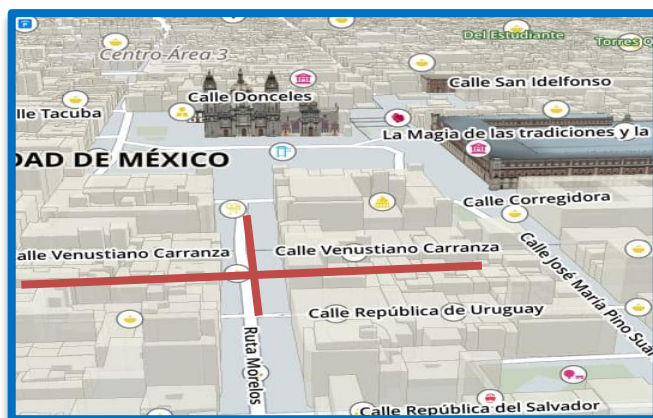 Del Estudiante
Torres Q
Centro-Área 3
Calle San Idelfonso
Calle Donceles
lle Tacuba
La Magia de las tradiciones y la
DAD DE MÉXICO
Calle Corregidora
alle Venustiano Carranza
Calle Venustiano Carranza
Calle José María Pino Suár
Calle República de Uruguay
Ruta Morelos
Calle República del Salvador